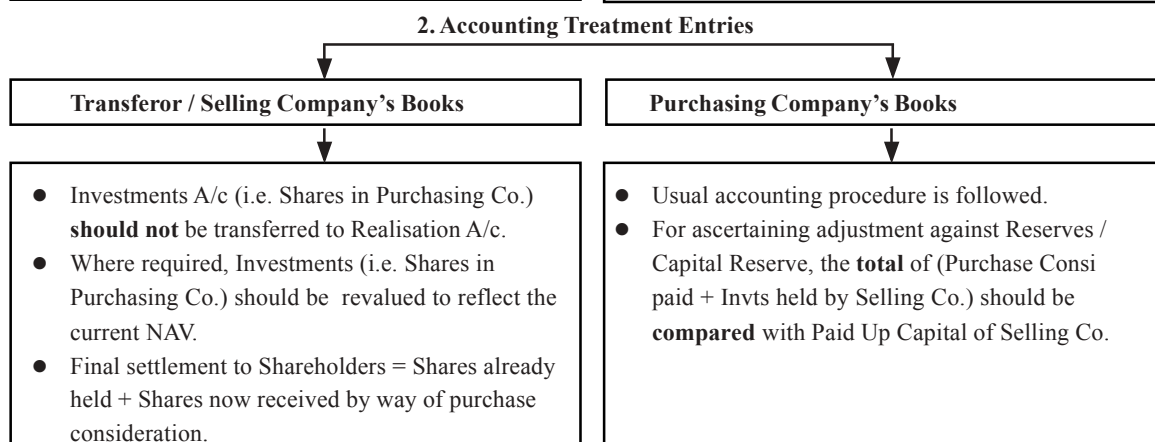 2. Accounting Treatment Entries
Transferor / Selling Company’s Books
Purchasing Company’s Books
● Investments A/c (i.e. Shares in Purchasing Co.)
should not be transferred to Realisation A/c.
● Where required, Investments (i.e. Shares in
Purchasing Co.) should be revalued to reflect the
current NAV.
● Final settlement to Shareholders = Shares already
held + Shares now received by way of purchase
consideration.
● Usual accounting procedure is followed.
● For ascertaining adjustment against Reserves /
Capital Reserve, the total of (Purchase Consi
paid + Invts held by Selling Co.) should be
compared with Paid Up Capital of Selling Co.